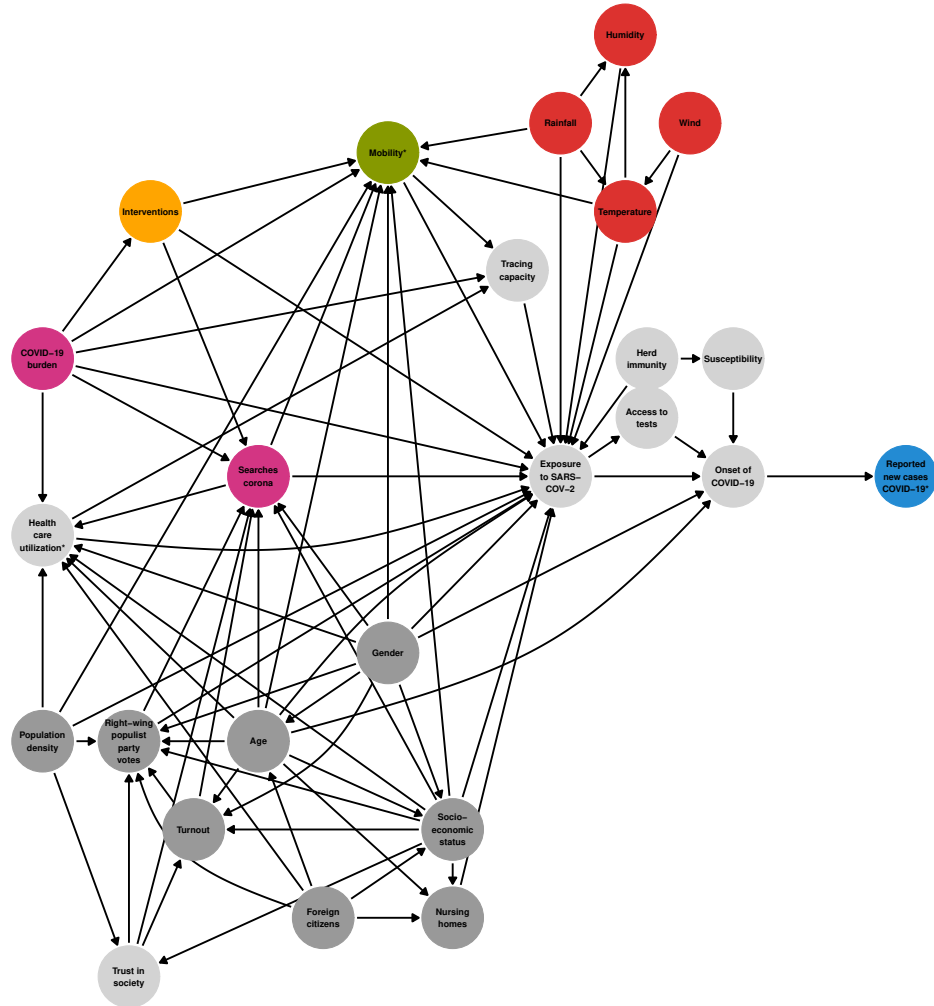 Humidity
Rainfall
Wind
Mobility*
Interventions
Temperature
Tracing
capacity
COVID−19
burden
Herd
immunity
Susceptibility
Access to
tests
Searches
corona
Exposure
to SARS−
COV−2
Onset of
COVID−19
Reported
new cases
COVID−19*
Health
care
utilization*
Gender
Population
density
Right−wing
populist
party
votes
Age
Turnout
Socio−
economic
status
Foreign
citizens
Nursing
homes
Trust in
society